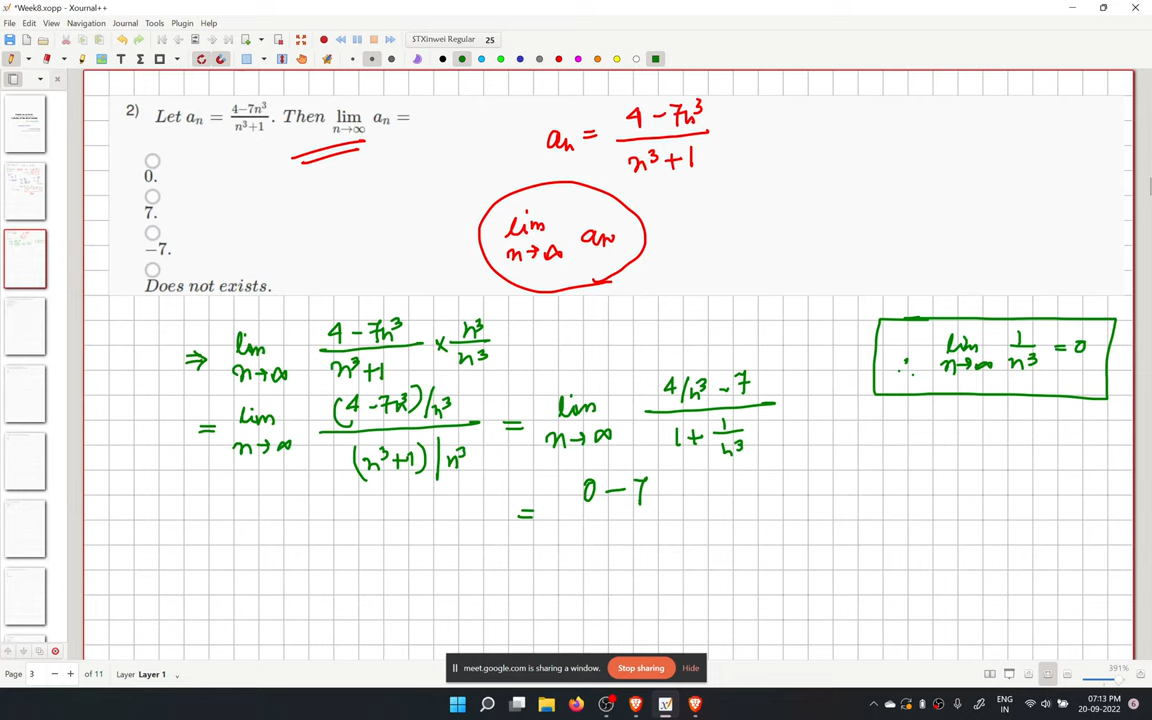 *Week8.xopp - Xournal++
File Edit View Navigation Journal Tools Plugin Help
STXinwei Regular 25
2) Let aₙ = (4−7n³)/(n³+1). Then lim n→∞ aₙ =
0.
7.
−7.
Does not exists.
aₙ = (4 − 7n³)/(n³ + 1)
lim n→∞ aₙ
⇒ lim n→∞ (4 − 7n³)/(n³ + 1) × n³/n³
∴ lim n→∞ 1/n³ = 0
= lim n→∞ ((4 − 7n³)/n³)/((n³+1)/n³) = lim n→∞ (4/n³ − 7)/(1 + 1/n³)
= 0 − 7
meet.google.com is sharing a window. Stop sharing Hide
Page 3 of 11 Layer Layer 1 391%
ENG
IN
07:13 PM
20-09-2022
6